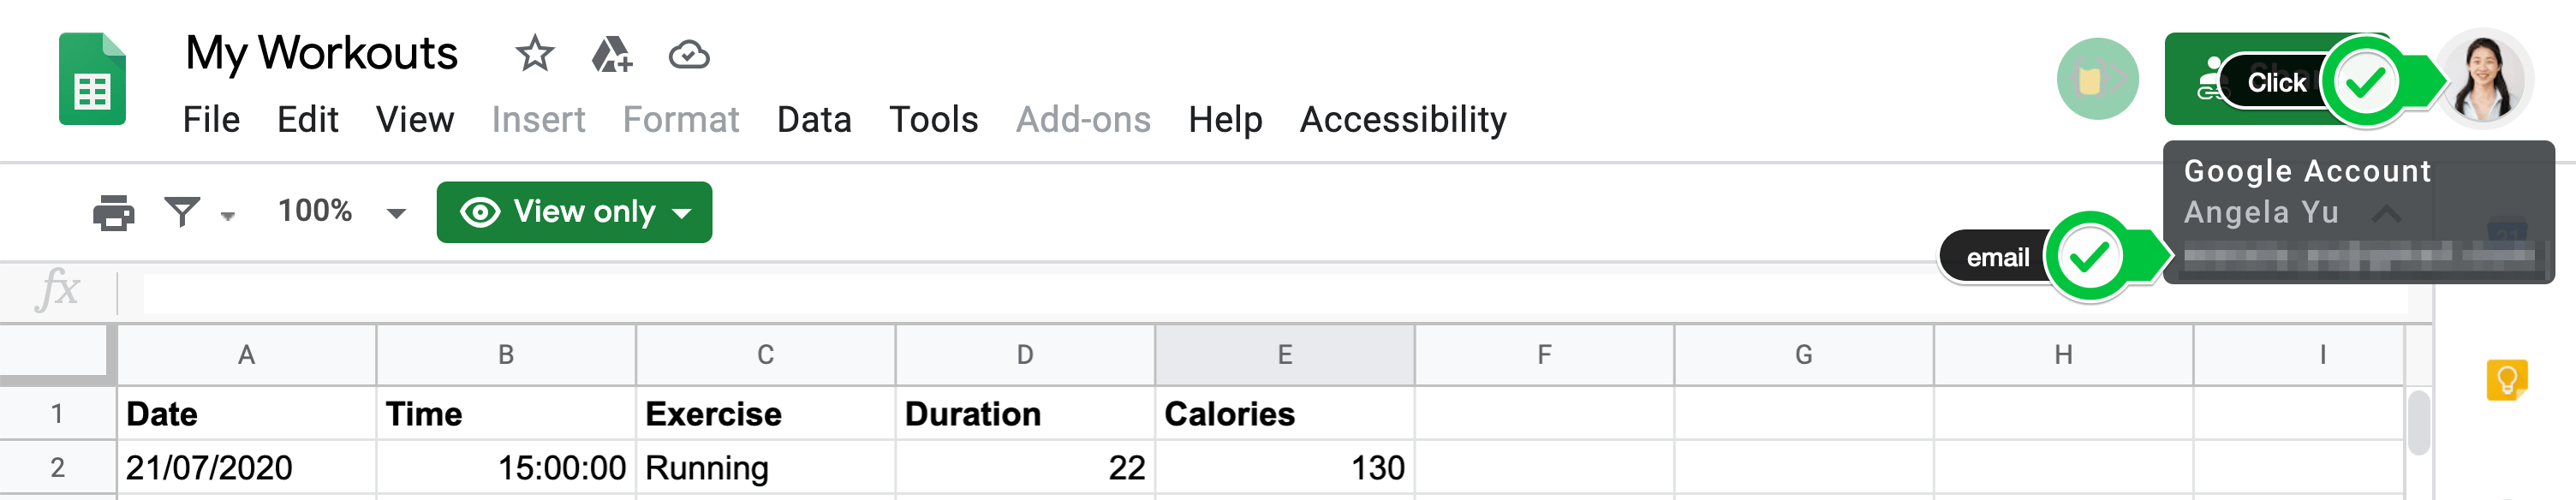 My Workouts
File Edit View Insert Format Data Tools Add-ons Help Accessibility
Click
Google Account
Angela Yu
100% View only
email
fx
A B C D E F G H I
1 Date Time Exercise Duration Calories
2 21/07/2020 15:00:00 Running 22 130